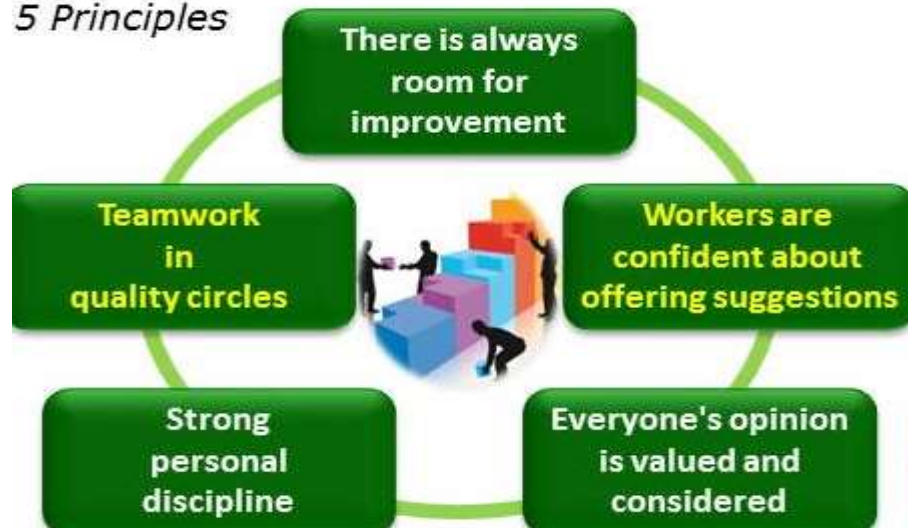 5 Principles
There is always
room for
improvement
Workers are
confident about
offering suggestions
Everyone's opinion
is valued and
considered
Strong
personal
discipline
Teamwork
in
quality circles